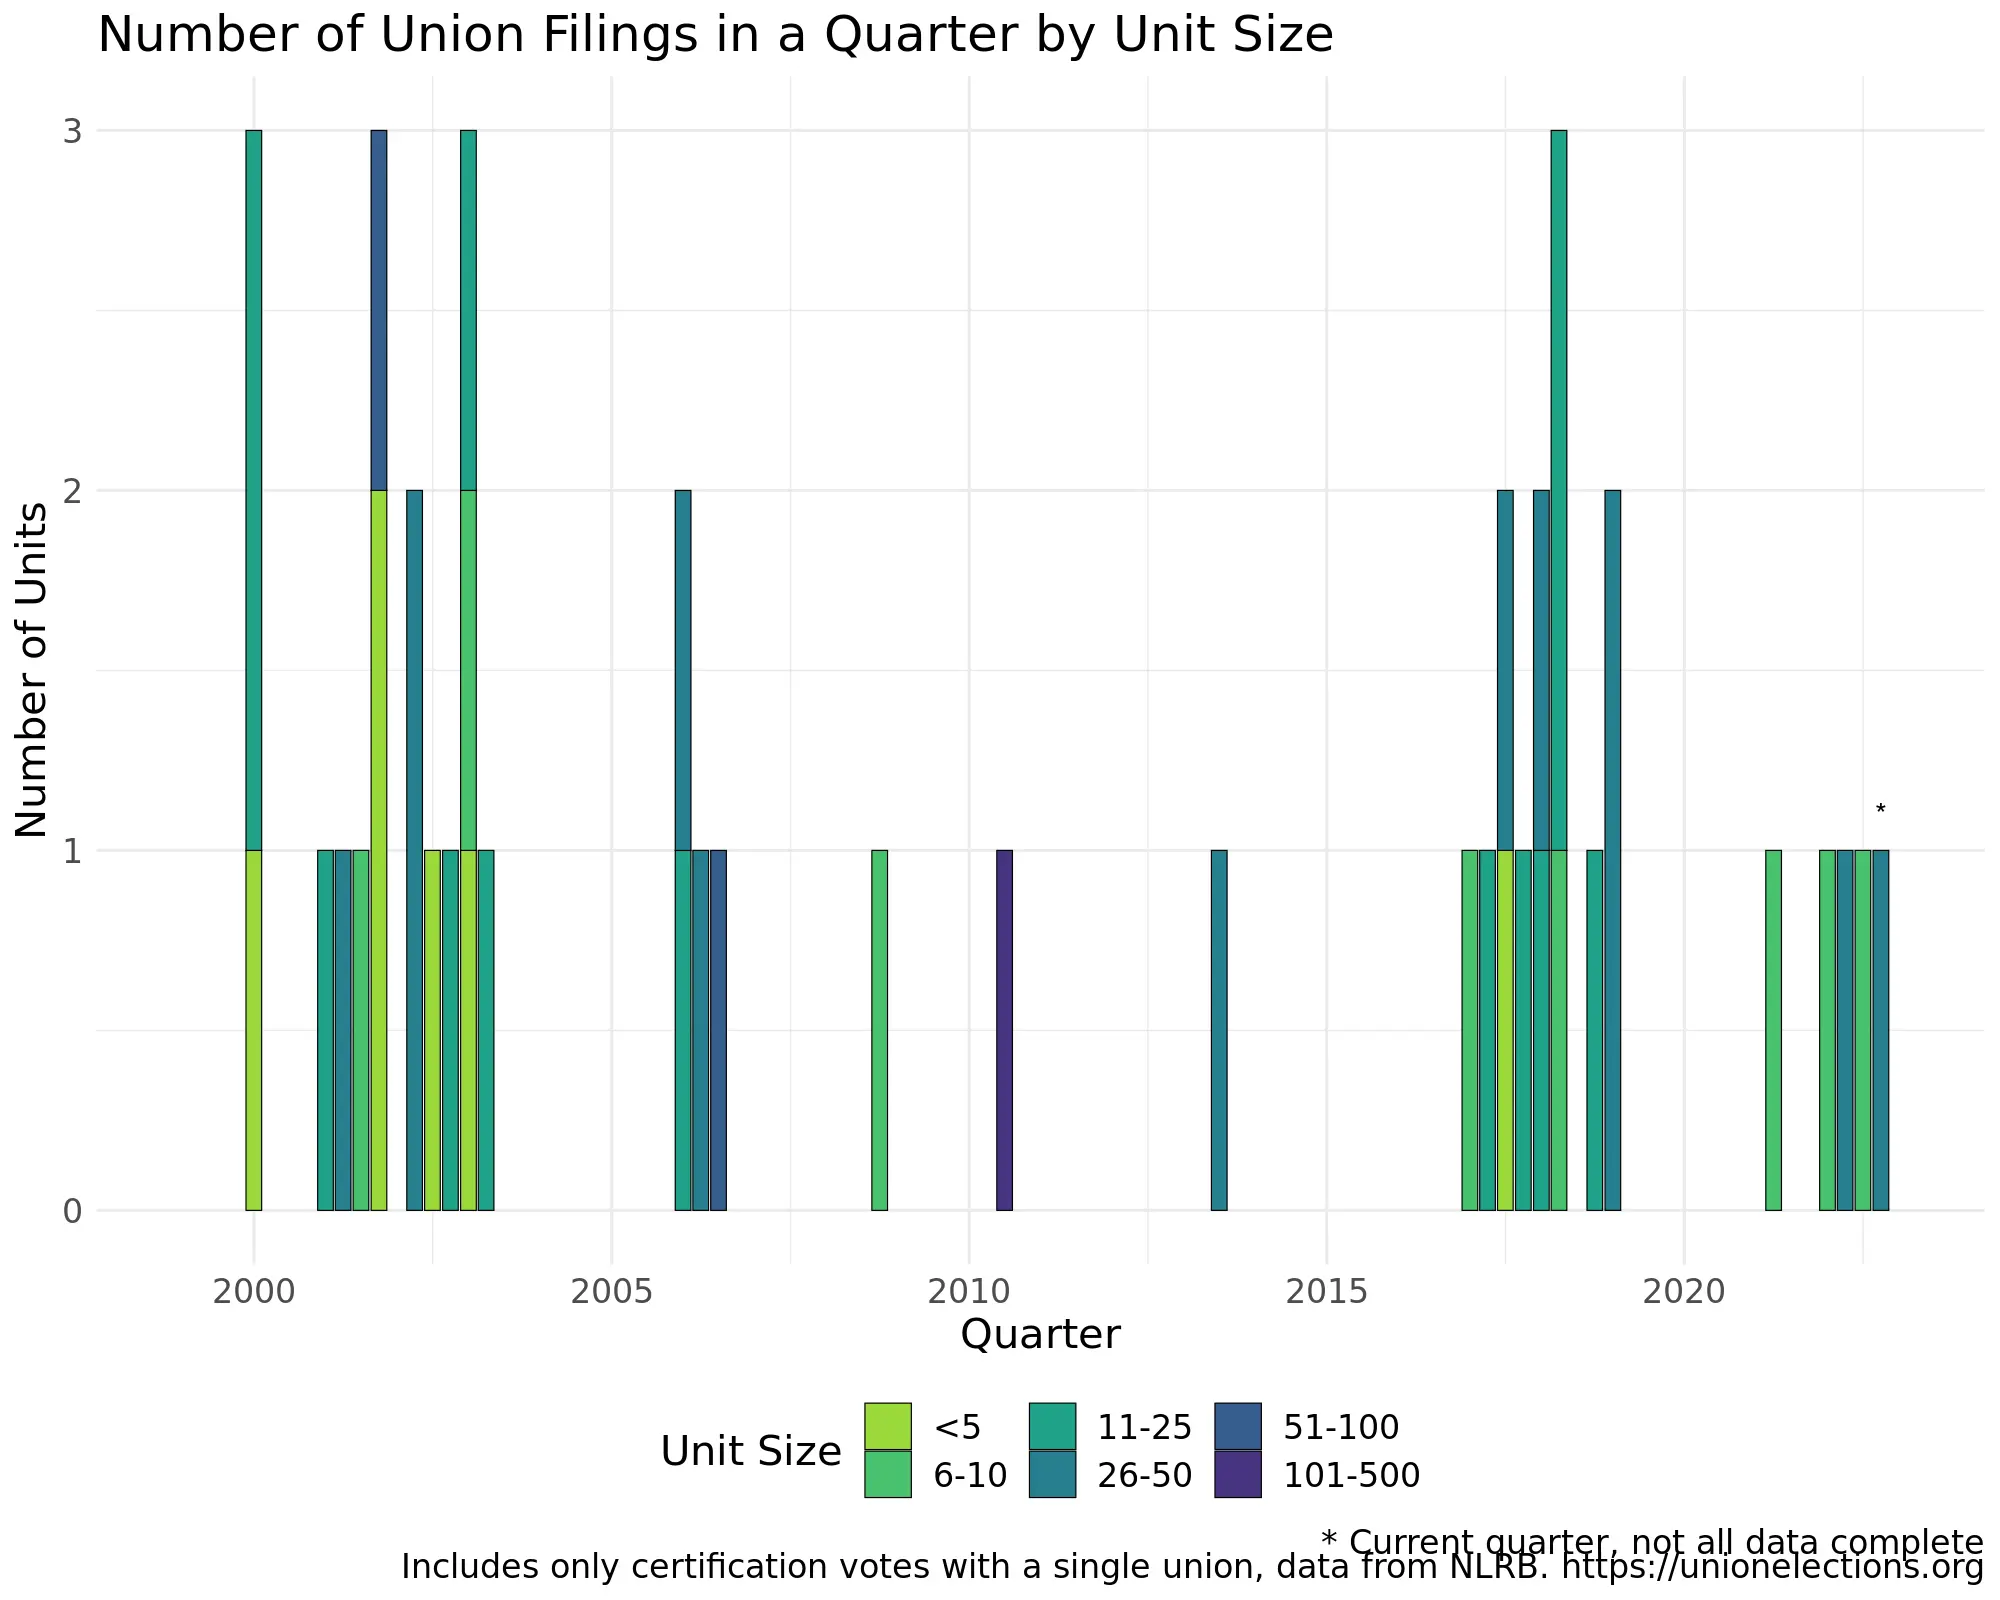 Number of Union Filings in a Quarter by Unit Size
3
2
1
0
Number of Units
*
2000 2005 2010 2015 2020
Quarter
Unit Size
<5 11-25 51-100
6-10 26-50 101-500
* Current quarter, not all data complete
Includes only certification votes with a single union, data from NLRB. https://unionelections.org